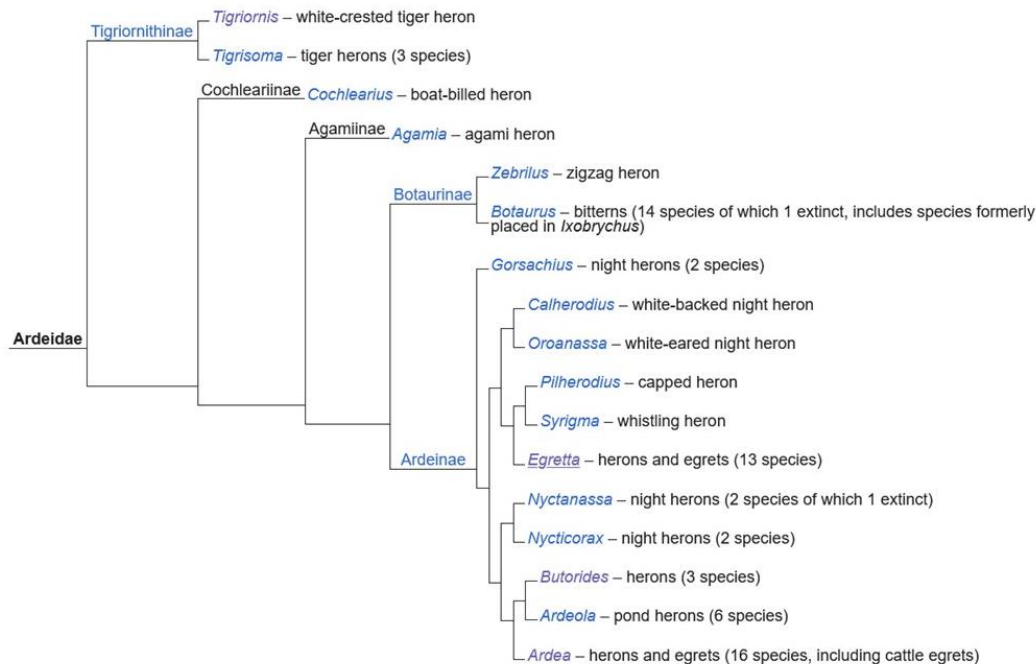 Tigriornis – white-crested tiger heron
Tigriornithinae
Tigrisoma – tiger herons (3 species)
Cochleariinae
Cochlearius – boat-billed heron
Agamiinae
Agamia – agami heron
Zebrilus – zigzag heron
Botaurinae
Botaurus – bitterns (14 species of which 1 extinct, includes species formerly
placed in Ixobrychus)
Gorsachius – night herons (2 species)
Calherodius – white-backed night heron
Ardeidae
Oroanassa – white-eared night heron
Pilherodius – capped heron
Syrigma – whistling heron
Ardeinae
Egretta – herons and egrets (13 species)
Nyctanassa – night herons (2 species of which 1 extinct)
Nycticorax – night herons (2 species)
Butorides – herons (3 species)
Ardeola – pond herons (6 species)
Ardea – herons and egrets (16 species, including cattle egrets)